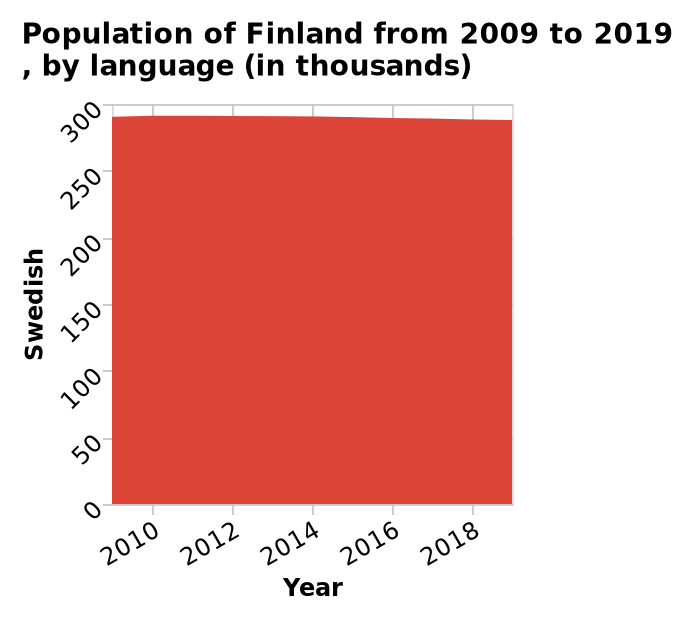 Population of Finland from 2009 to 2019
, by language (in thousands)
300
250
200
150
100
50
0
Swedish
2010 2012 2014 2016 2018
Year